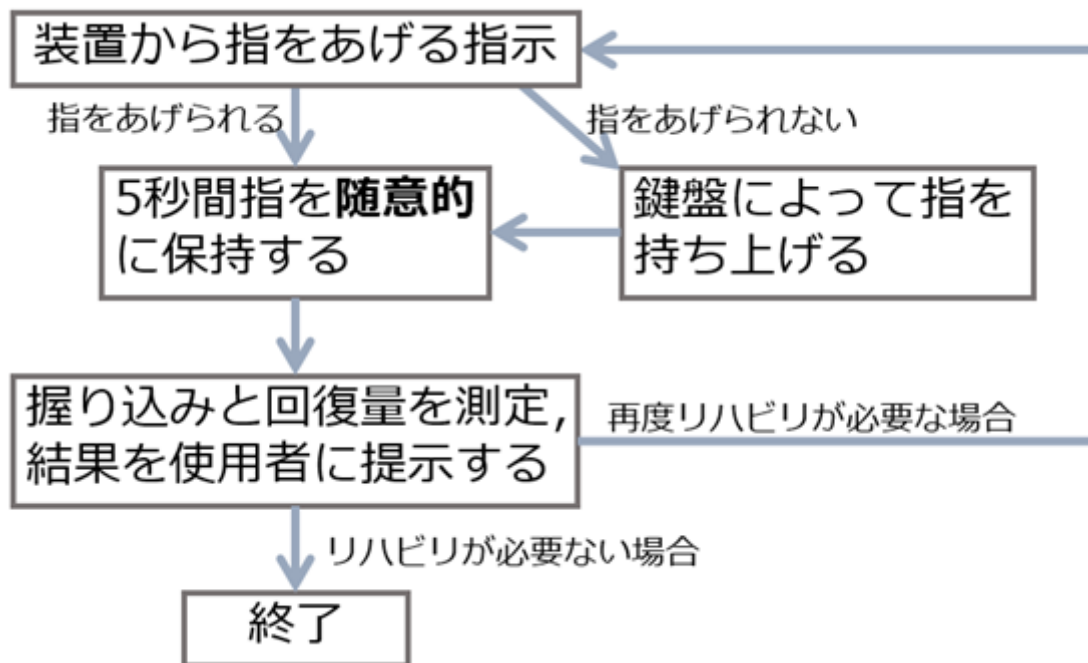 装置から指をあげる指示
指をあげられる
指をあげられない
5秒間指を随意的
に保持する
鍵盤によって指を
持ち上げる
握り込みと回復量を測定,
結果を使用者に提示する
再度リハビリが必要な場合
リハビリが必要ない場合
終了